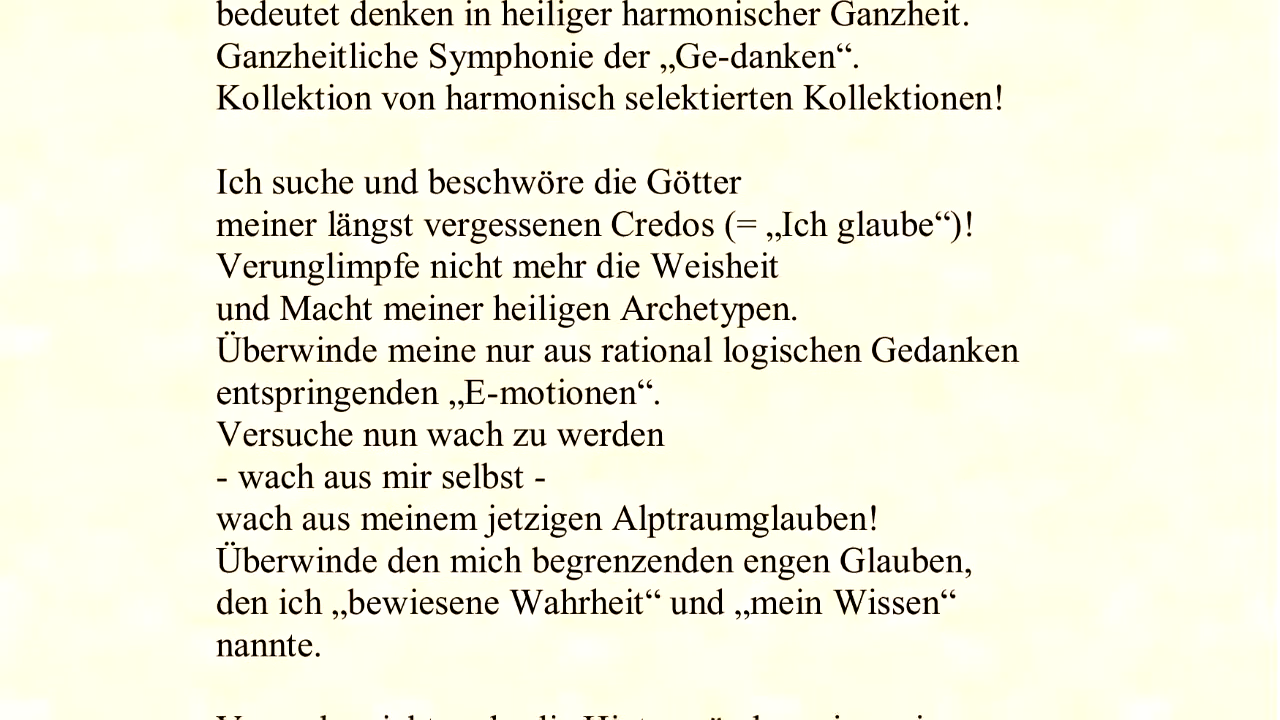 bedeutet denken in heiliger harmonischer Ganzheit.
Ganzheitliche Symphonie der „Ge-danken“.
Kollektion von harmonisch selektierten Kollektionen!
Ich suche und beschwöre die Götter
meiner längst vergessenen Credos (= „Ich glaube“)!
Verunglimpfe nicht mehr die Weisheit
und Macht meiner heiligen Archetypen.
Überwinde meine nur aus rational logischen Gedanken
entspringenden „E-motionen“.
Versuche nun wach zu werden
- wach aus mir selbst -
wach aus meinem jetzigen Alptraumglauben!
Überwinde den mich begrenzenden engen Glauben,
den ich „bewiesene Wahrheit“ und „mein Wissen“
nannte.